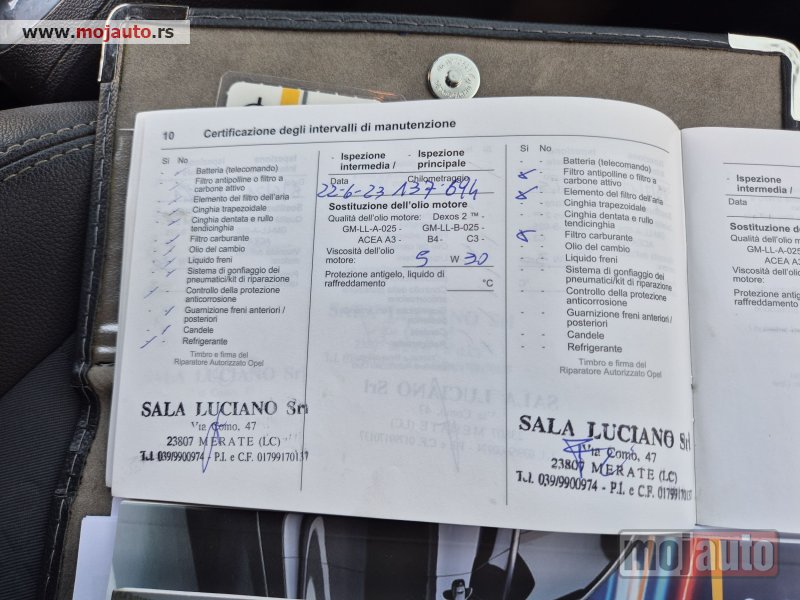 www.mojauto.rs
10 Certificazione degli intervalli di manutenzione
Sì No
- Batteria (telecomando)
- Filtro antipolline o filtro a
carbone attivo
- Elemento del filtro dell'aria
- Cinghia trapezoidale
- Cinghia dentata e rullo
tendicinghia
- Filtro carburante
- Olio del cambio
- Liquido freni
- Sistema di gonfiaggio dei
pneumatici/kit di riparazione
- Controllo della protezione
anticorrosione
- Guarnizione freni anteriori /
posteriori
- Candele
- Refrigerante
Timbro e firma del
Riparatore Autorizzato Opel
SALA LUCIANO Srl
Via Como, 47
23807 MERATE (LC)
Tel. 039/9900974 - P.I. e C.F. 01799170137
- Ispezione
intermedia /
- Ispezione
principale
Data Chilometraggio
22-6-23 137.644
Sostituzione dell'olio motore
Qualità dell'olio motore: Dexos 2 ™ -
GM-LL-A-025 - GM-LL-B-025 -
ACEA A3 - B4 - C3 -
Viscosità dell'olio
motore: 5 W 30
Protezione antigelo, liquido di
raffreddamento °C
Sì No
- - Batteria (telecomando)
- Filtro antipolline o filtro a
carbone attivo
- Elemento del filtro dell'aria
- - Cinghia trapezoidale
- - Cinghia dentata e rullo
tendicinghia
- Filtro carburante
- - Olio del cambio
- - Liquido freni
- - Sistema di gonfiaggio dei
pneumatici/kit di riparazione
- - Controllo della protezione
anticorrosione
- - Guarnizione freni anteriori /
posteriori
- - Candele
- - Refrigerante
Timbro e firma del
Riparatore Autorizzato Opel
SALA LUCIANO Srl
Via Como, 47
23807 MERATE (LC)
Tel. 039/9900974 - P.I. e C.F. 01799170137
- Ispezione
intermedia /
Data
Sostituzione de
Qualità dell'olio mo
GM-LL-A-025
ACEA A3
Viscosità dell'olio
motore:
Protezione antige
raffreddamento
mojauto